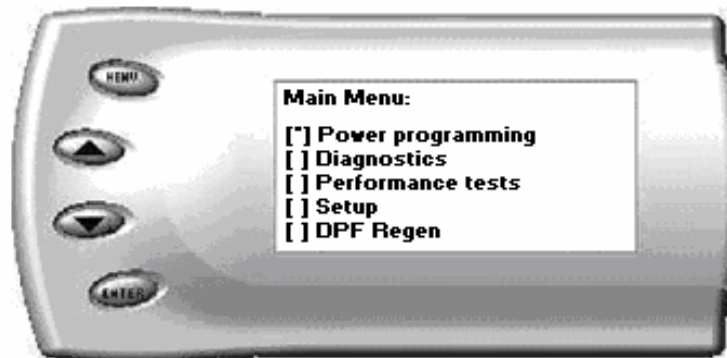 MENU
Main Menu:
[*] Power programming
[ ] Diagnostics
[ ] Performance tests
[ ] Setup
[ ] DPF Regen
ENTER